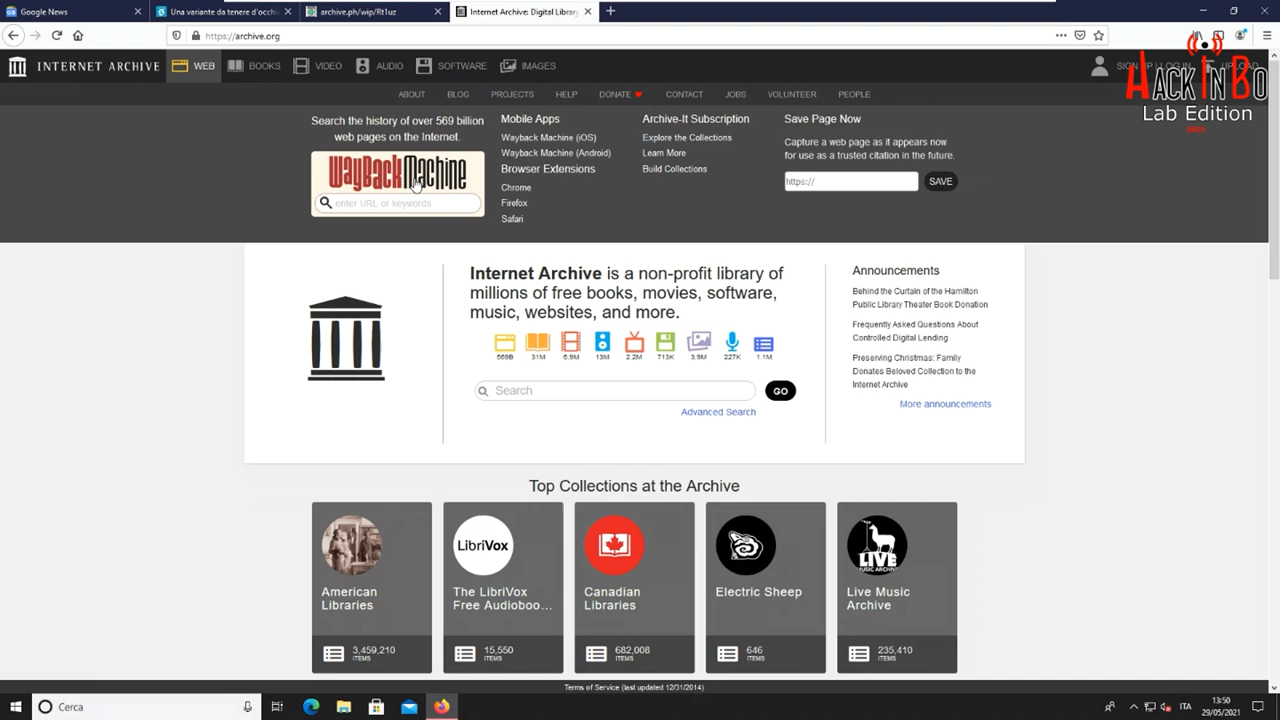 Google News
Una variante da tenere d'occhi
archive.ph/wip/Rt1uz
Internet Archive: Digital Library
https://archive.org
INTERNET ARCHIVE
WEB
BOOKS
VIDEO
AUDIO
SOFTWARE
IMAGES
SIGN UP | LOG IN
UPLOAD
HackInBo
Lab Edition
ABOUT
BLOG
PROJECTS
HELP
DONATE
CONTACT
JOBS
VOLUNTEER
PEOPLE
Search the history of over 569 billion
web pages on the Internet.
WayBackMachine
enter URL or keywords
Mobile Apps
Wayback Machine (iOS)
Wayback Machine (Android)
Browser Extensions
Chrome
Firefox
Safari
Archive-It Subscription
Explore the Collections
Learn More
Build Collections
Save Page Now
Capture a web page as it appears now
for use as a trusted citation in the future.
https://
SAVE
Internet Archive is a non-profit library of
millions of free books, movies, software,
music, websites, and more.
569B
31M
6.9M
13M
2.2M
713K
3.9M
227K
1.1M
Search
GO
Advanced Search
Announcements
Behind the Curtain of the Hamilton
Public Library Theater Book Donation
Frequently Asked Questions About
Controlled Digital Lending
Preserving Christmas: Family
Donates Beloved Collection to the
Internet Archive
More announcements
Top Collections at the Archive
American
Libraries
3,459,210
ITEMS
LibriVox
The LibriVox
Free Audioboo...
15,550
ITEMS
Canadian
Libraries
682,008
ITEMS
Electric Sheep
646
ITEMS
LIVE
Live Music
Archive
235,410
ITEMS
Terms of Service (last updated 12/31/2014)
Cerca
ITA
13:50
29/05/2021